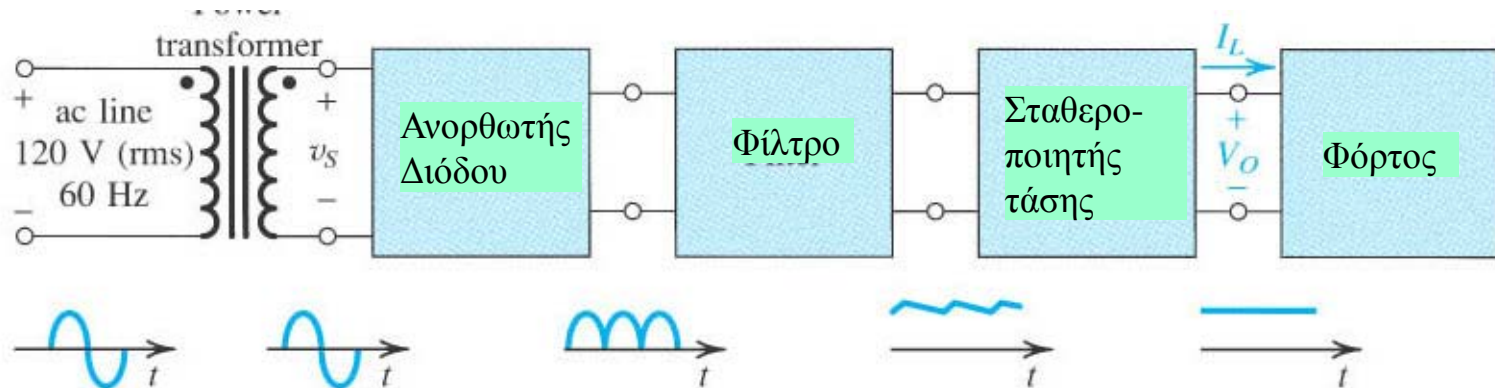 transformer
+
ac line
120 V (rms)
60 Hz
−
+
v_S
−
Ανορθωτής
Διόδου
Φίλτρο
Σταθερο-
ποιητής
τάσης
I_L
+
V_O
−
Φόρτος
t
t
t
t
t